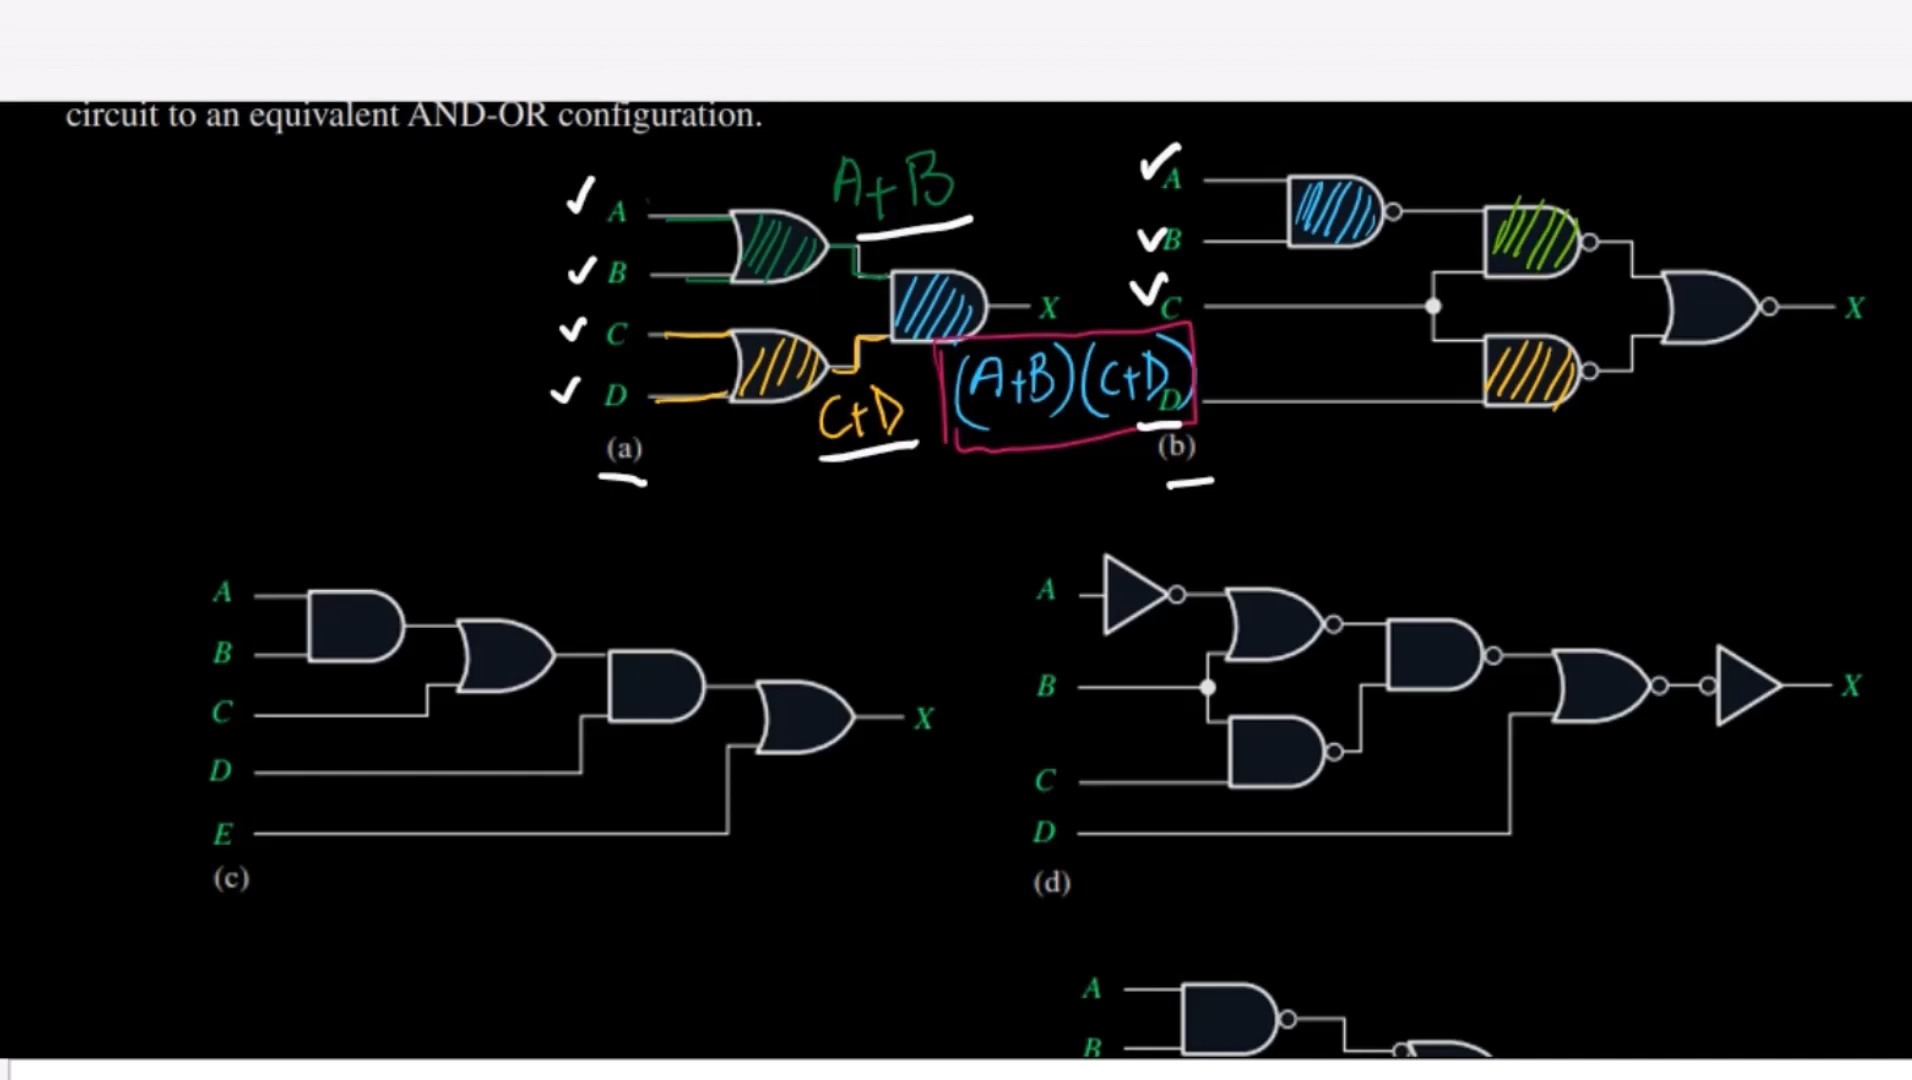 circuit to an equivalent AND-OR configuration.
A
B
C
D
A+B
C+D
X
(A+B)(C+D)
(a)
A
B
C
D
X
(b)
A
B
C
D
E
X
(c)
A
B
C
D
X
(d)
A
B